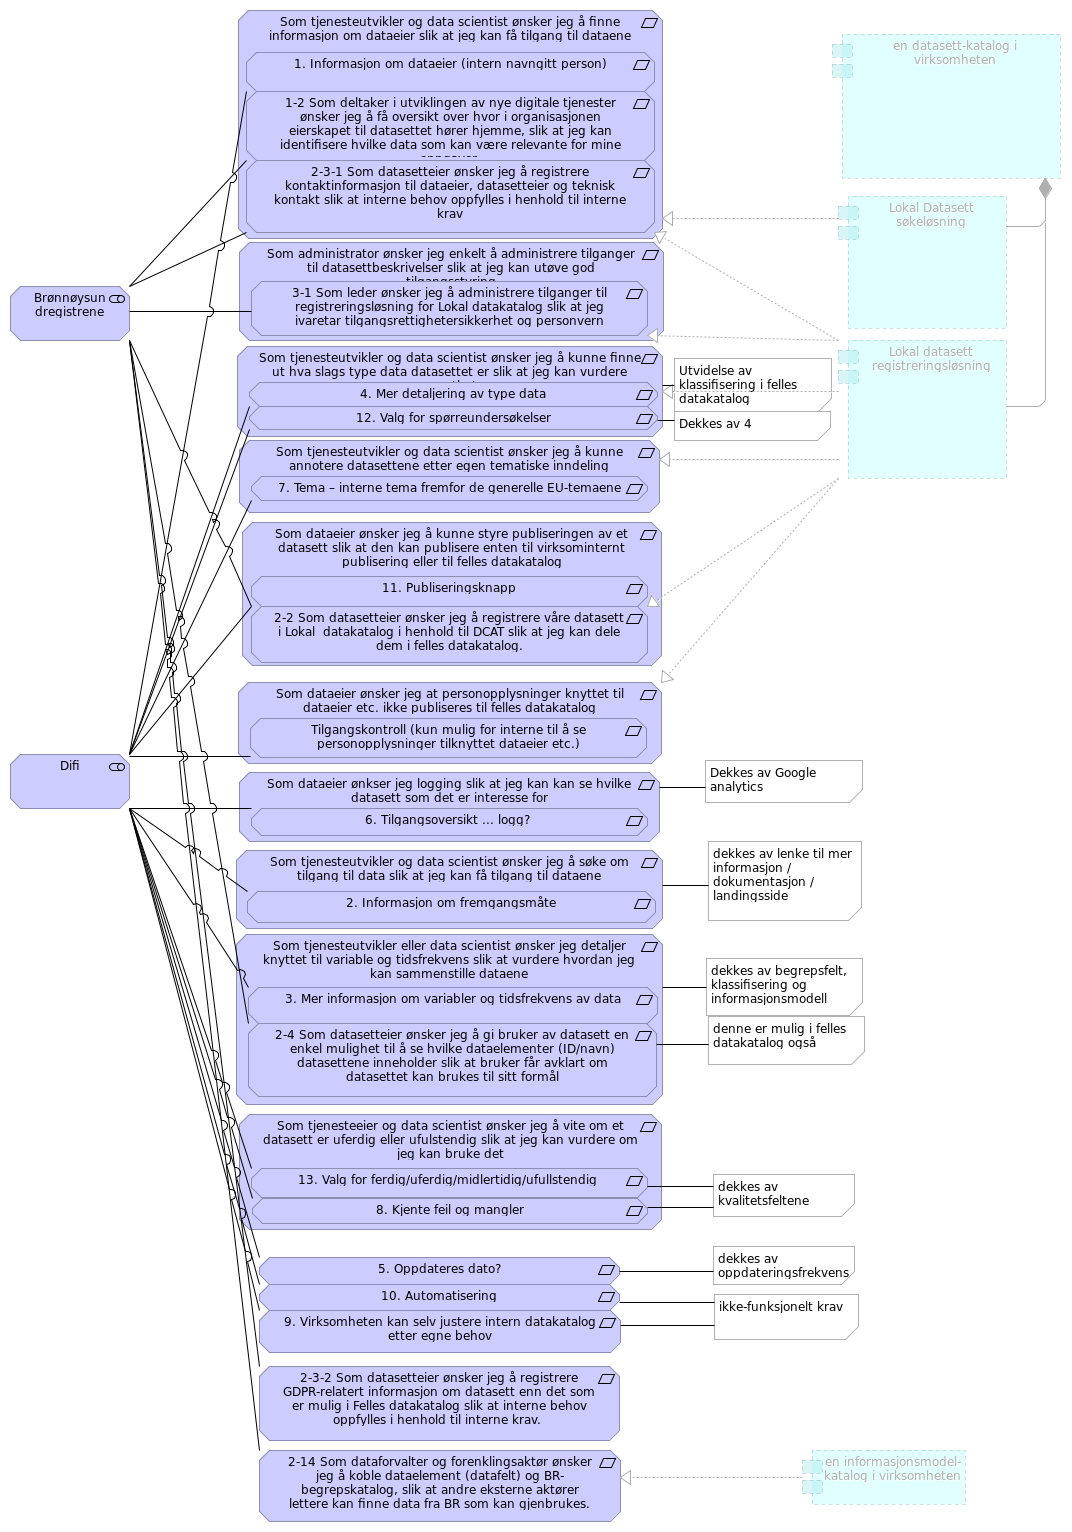 Som tjenesteutvikler og data scientist ønsker jeg å finne
informasjon om dataeier slik at jeg kan få tilgang til dataene
1. Informasjon om dataeier (intern navngitt person)
1-2 Som deltaker i utviklingen av nye digitale tjenester
ønsker jeg å få oversikt over hvor i organisasjonen
eierskapet til datasettet hører hjemme, slik at jeg kan
identifisere hvilke data som kan være relevante for mine
2-3-1 Som datasetteier ønsker jeg å registrere
kontaktinformasjon til dataeier, datasetteier og teknisk
kontakt slik at interne behov oppfylles i henhold til interne
krav
en datasett-katalog i
virksomheten
Lokal Datasett
søkeløsning
Som administrator ønsker jeg enkelt å administrere tilganger
til datasettbeskrivelser slik at jeg kan utøve god
3-1 Som leder ønsker jeg å administrere tilganger til
registreringsløsning for Lokal datakatalog slik at jeg
ivaretar tilgangsrettighetersikkerhet og personvern
Brønnøysun
dregistrene
Lokal datasett
registreringsløsning
Som tjenesteutvikler og data scientist ønsker jeg å kunne finne
ut hva slags type data datasettet er slik at jeg kan vurdere
4. Mer detaljering av type data
12. Valg for spørreundersøkelser
Utvidelse av
klassifisering i felles
datakatalog
Dekkes av 4
Som tjenesteutvikler og data scientist ønsker jeg å kunne
annotere datasettene etter egen tematiske inndeling
7. Tema – interne tema fremfor de generelle EU-temaene
Som dataeier ønsker jeg å kunne styre publiseringen av et
datasett slik at den kan publisere enten til virksominternt
publisering eller til felles datakatalog
11. Publiseringsknapp
2-2 Som datasetteier ønsker jeg å registrere våre datasett
i Lokal  datakatalog i henhold til DCAT slik at jeg kan dele
dem i felles datakatalog.
Som dataeier ønsker jeg at personopplysninger knyttet til
dataeier etc. ikke publiseres til felles datakatalog
Tilgangskontroll (kun mulig for interne til å se
personopplysninger tilknyttet dataeier etc.)
Difi
Som dataeier ønkser jeg logging slik at jeg kan kan se hvilke
datasett som det er interesse for
6. Tilgangsoversikt ... logg?
Dekkes av Google
analytics
Som tjenesteutvikler og data scientist ønsker jeg å søke om
tilgang til data slik at jeg kan få tilgang til dataene
2. Informasjon om fremgangsmåte
dekkes av lenke til mer
informasjon /
dokumentasjon /
landingsside
Som tjenesteutvikler eller data scientist ønsker jeg detaljer
knyttet til variable og tidsfrekvens slik at vurdere hvordan jeg
kan sammenstille dataene
3. Mer informasjon om variabler og tidsfrekvens av data
2-4 Som datasetteier ønsker jeg å gi bruker av datasett en
enkel mulighet til å se hvilke dataelementer (ID/navn)
datasettene inneholder slik at bruker får avklart om
datasettet kan brukes til sitt formål
dekkes av begrepsfelt,
klassifisering og
informasjonsmodell
denne er mulig i felles
datakatalog også
Som tjenesteeier og data scientist ønsker jeg å vite om et
datasett er uferdig eller ufulstendig slik at jeg kan vurdere om
jeg kan bruke det
13. Valg for ferdig/uferdig/midlertidig/ufullstendig
8. Kjente feil og mangler
dekkes av
kvalitetsfeltene
5. Oppdateres dato?
10. Automatisering
9. Virksomheten kan selv justere intern datakatalog
etter egne behov
dekkes av
oppdateringsfrekvens
ikke-funksjonelt krav
2-3-2 Som datasetteier ønsker jeg å registrere
GDPR-relatert informasjon om datasett enn det som
er mulig i Felles datakatalog slik at interne behov
oppfylles i henhold til interne krav.
2-14 Som dataforvalter og forenklingsaktør ønsker
jeg å koble dataelement (datafelt) og BR-
begrepskatalog, slik at andre eksterne aktører
lettere kan finne data fra BR som kan gjenbrukes.
en informasjonsmodel-
katalog i virksomheten